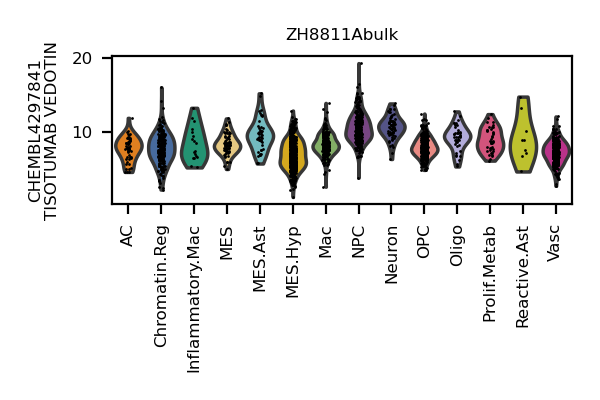 ZH8811Abulk
CHEMBL4297841
TISOTUMAB VEDOTIN
20
10
AC
Chromatin.Reg
Inflammatory.Mac
MES
MES.Ast
MES.Hyp
Mac
NPC
Neuron
OPC
Oligo
Prolif.Metab
Reactive.Ast
Vasc